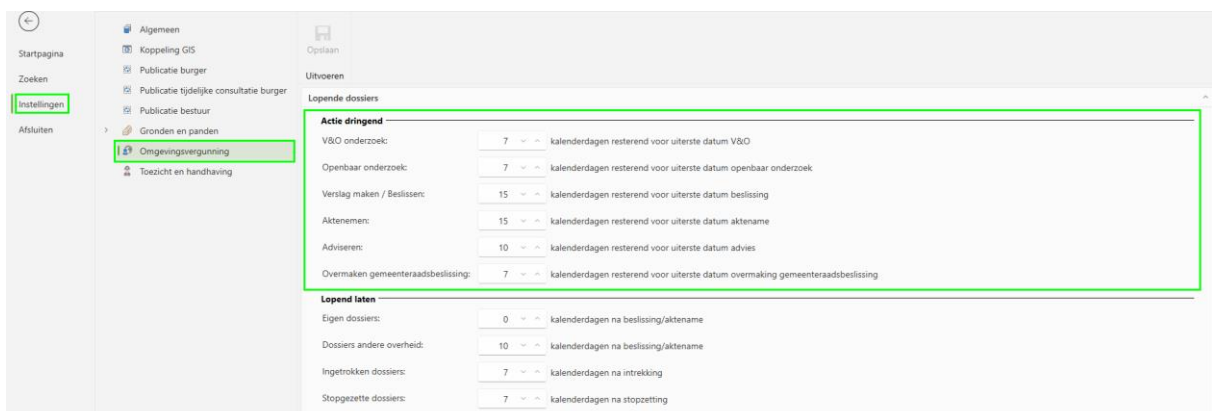 Startpagina
Zoeken
Instellingen
Afsluiten
Algemeen
Koppeling GIS
Publicatie burger
Publicatie tijdelijke consultatie burger
Publicatie bestuur
Gronden en panden
Omgevingsvergunning
Toezicht en handhaving
Opslaan
Uitvoeren
Lopende dossiers
Actie dringend
V&O onderzoek: 7 kalenderdagen resterend voor uiterste datum V&O
Openbaar onderzoek: 7 kalenderdagen resterend voor uiterste datum openbaar onderzoek
Verslag maken / Beslissen: 15 kalenderdagen resterend voor uiterste datum beslissing
Aktenemen: 15 kalenderdagen resterend voor uiterste datum aktename
Adviseren: 10 kalenderdagen resterend voor uiterste datum advies
Overmaken gemeenteraadsbeslissing: 7 kalenderdagen resterend voor uiterste datum overmaking gemeenteraadsbeslissing
Lopend laten
Eigen dossiers: 0 kalenderdagen na beslissing/aktename
Dossiers andere overheid: 10 kalenderdagen na beslissing/aktename
Ingetrokken dossiers: 7 kalenderdagen na intrekking
Stopgezette dossiers: 7 kalenderdagen na stopzetting